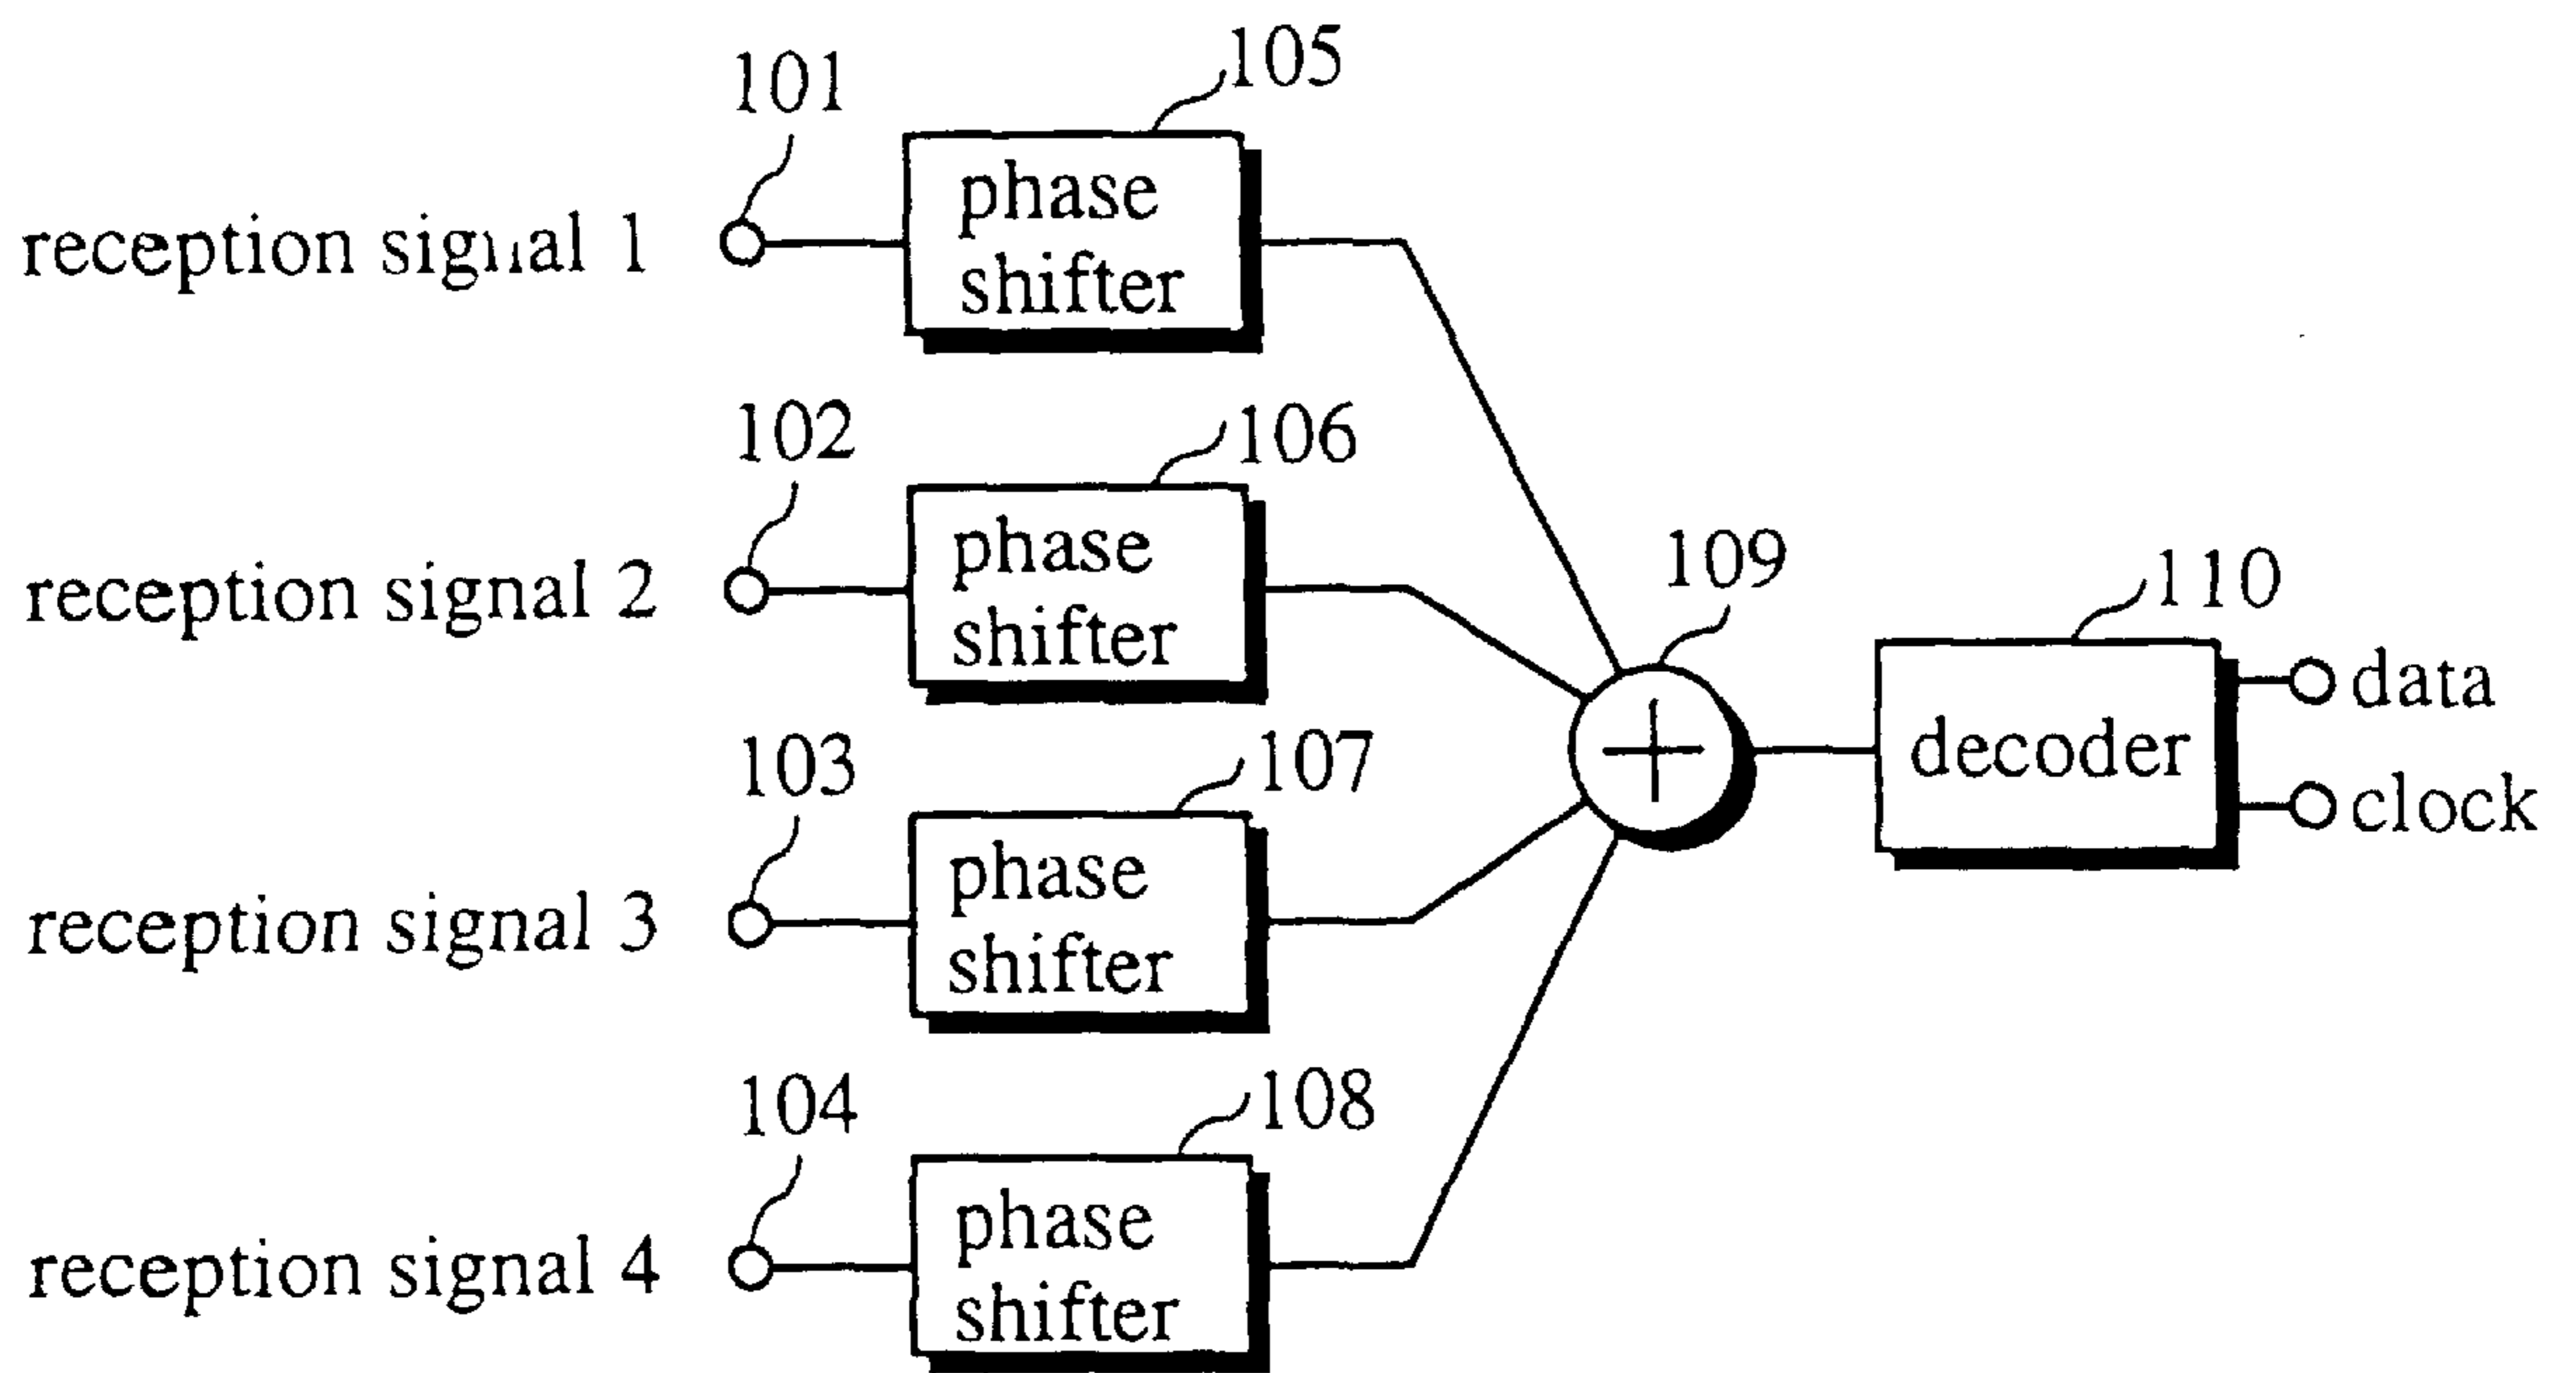 105
101
phase
shifter
reception signal 1
102
106
phase
shifter
reception signal 2
109
110
data
decoder
clock
103
107
phase
shifter
reception signal 3
104
108
phase
shifter
reception signal 4